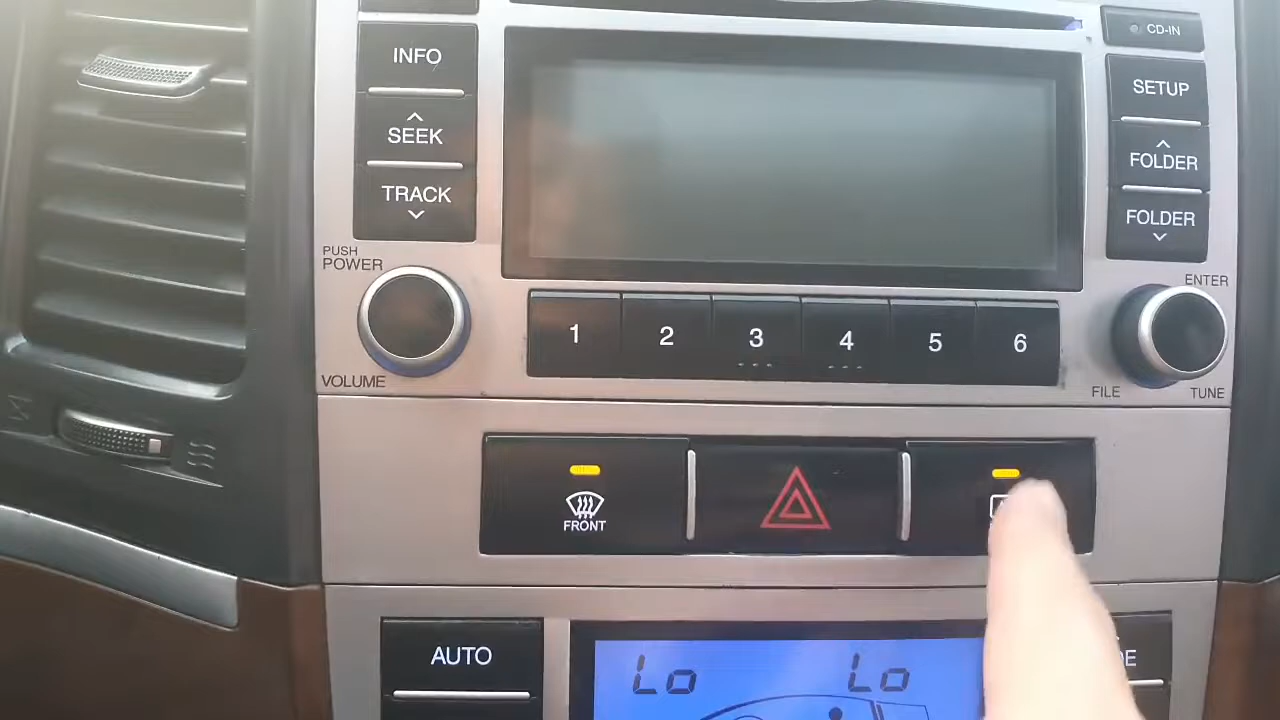 INFO
SEEK
TRACK
PUSH
POWER
VOLUME
CD-IN
SETUP
FOLDER
FOLDER
ENTER
FILE
TUNE
1
2
3
4
5
6
FRONT
AUTO
Lo
Lo